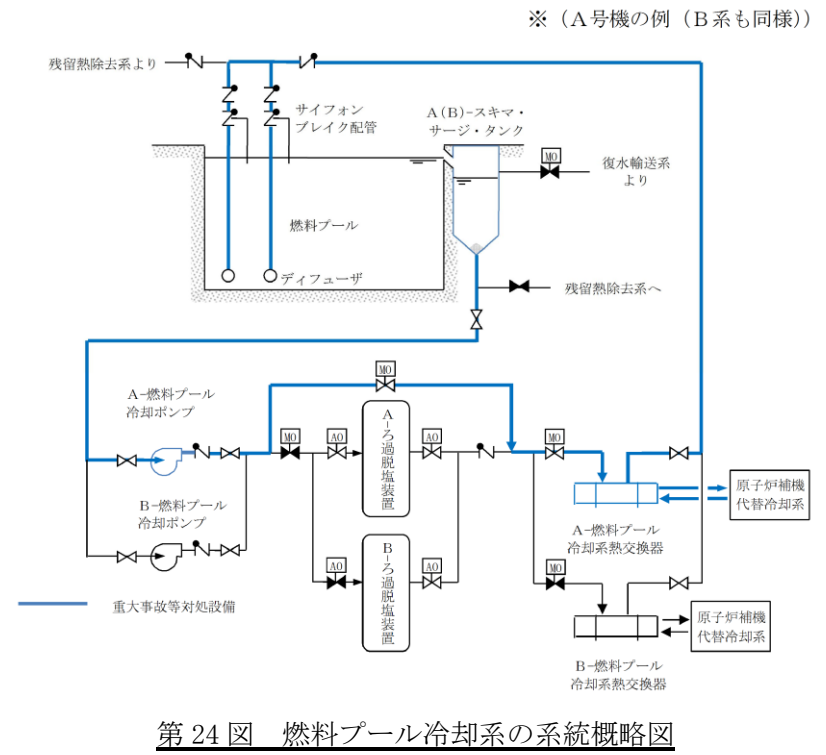 ※（A号機の例（B系も同様））
残留熱除去系より
サイフォン
ブレイク配管
A(B)-スキマ・
サージ・タンク
MO
復水輸送系
より
燃料プール
ディフューザ
残留熱除去系へ
MO
A-燃料プール
冷却ポンプ
MO
AO
A-ろ過脱塩装置
AO
MO
原子炉補機
代替冷却系
A-燃料プール
冷却系熱交換器
B-燃料プール
冷却ポンプ
AO
B-ろ過脱塩装置
AO
MO
重大事故等対処設備
原子炉補機
代替冷却系
B-燃料プール
冷却系熱交換器
第24図　燃料プール冷却系の系統概略図